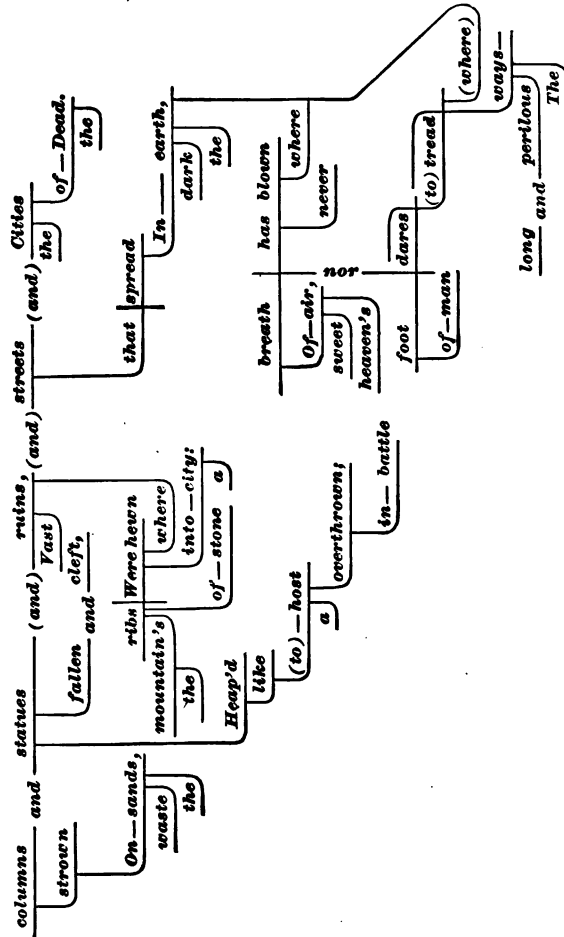 columns and statues (and) ruins, (and) streets (and) Cities
strown
Vast
the
of—Dead.
the
fallen and cleft,
On—sands,
waste
the
ribs Were hewn
where
mountain's
the
into—city:
a
of—stone
that spread
In—earth,
dark
the
Heap'd
like
(to)—host
a
overthrown;
in—battle
breath has blown
where
never
Of—air,
sweet
heaven's
nor
foot dares
(to) tread
(where)
of—man
ways—
long and perilous
The